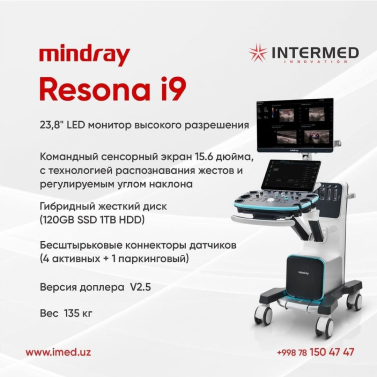 mindray
INTERMED
INNOVATION
Resona i9
23,8" LED монитор высокого разрешения
Командный сенсорный экран 15.6 дюйма,
с технологией распознавания жестов и
регулируемым углом наклона
Гибридный жесткий диск
(120GB SSD 1TB HDD)
Бесштырьковые коннекторы датчиков
(4 активных + 1 паркинговый)
Версия доплера V2.5
Вес 135 кг
www.imed.uz
+998 78 150 47 47